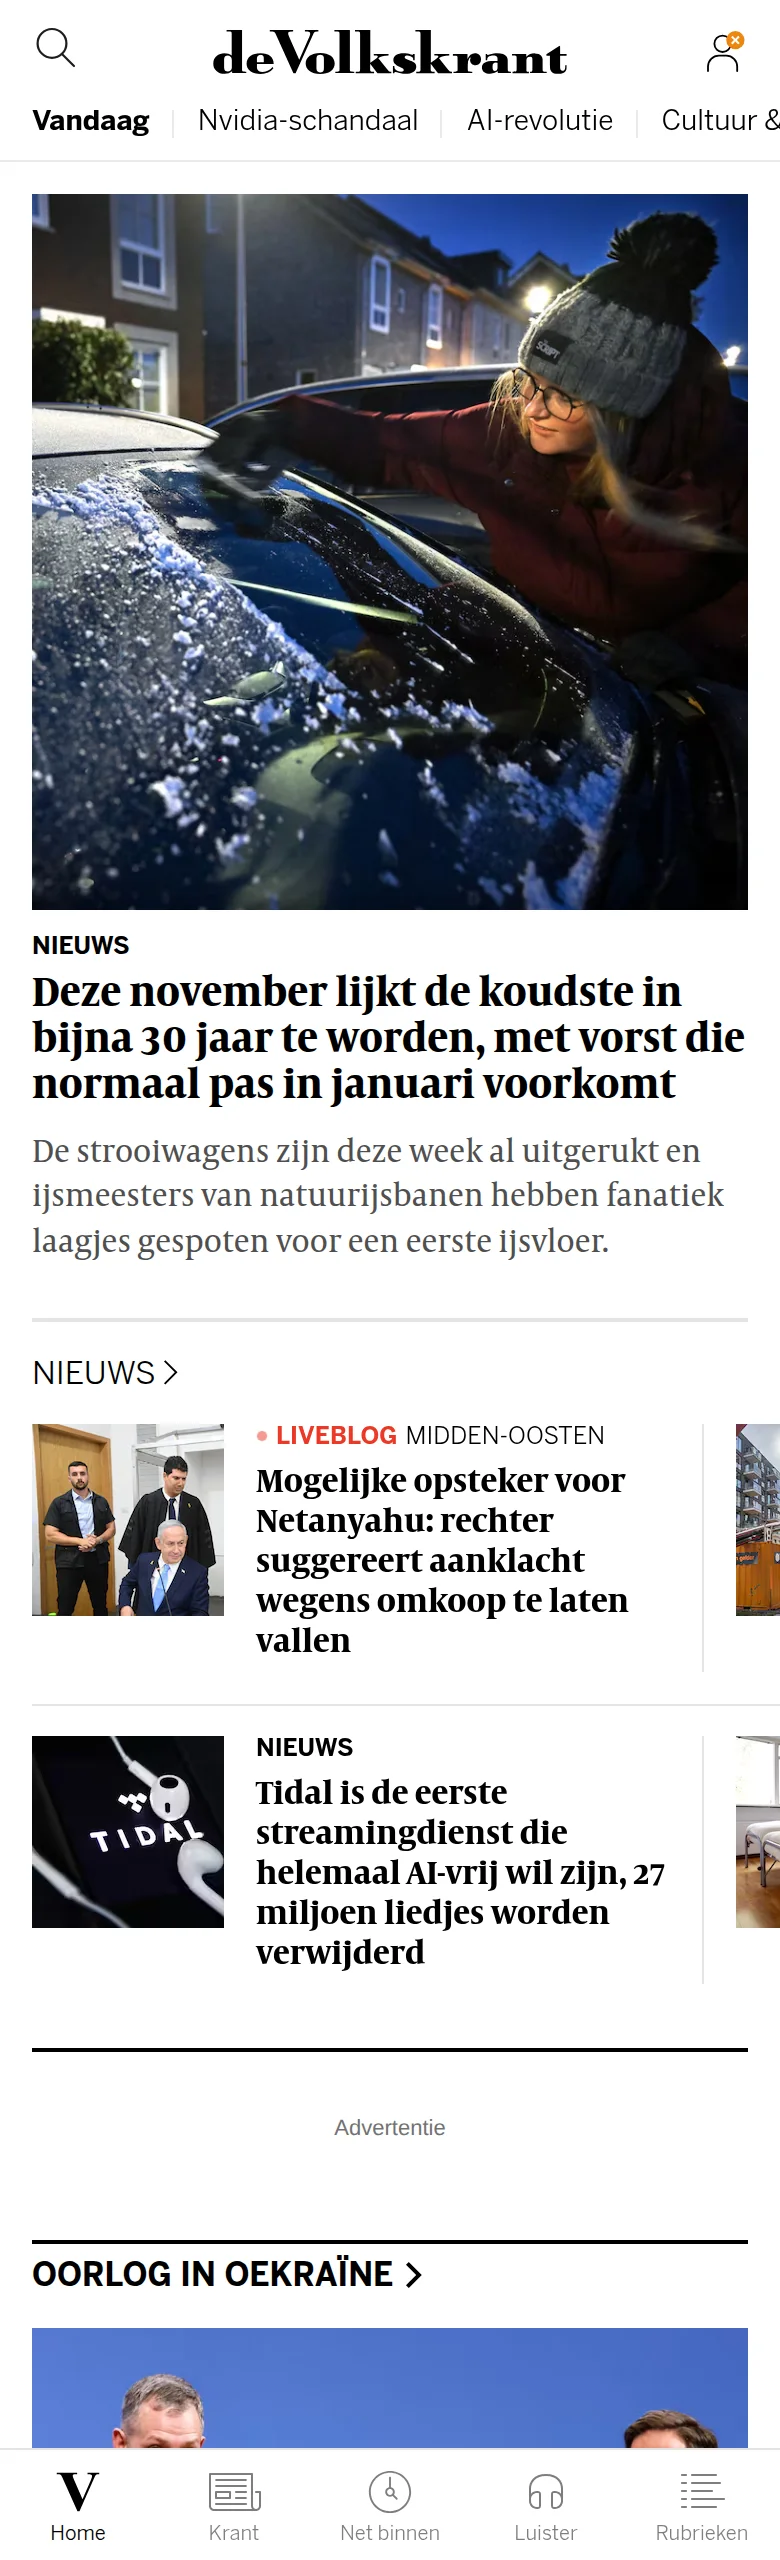 de Volkskrant
Vandaag
Nvidia-schandaal
AI-revolutie
Cultuur &
SCRIPT
NIEUWS
Deze november lijkt de koudste in
bijna 30 jaar te worden, met vorst die
normaal pas in januari voorkomt
De strooiwagens zijn deze week al uitgerukt en
ijsmeesters van natuurijsbanen hebben fanatiek
laagjes gespoten voor een eerste ijsvloer.
NIEUWS
LIVEBLOG MIDDEN-OOSTEN
Mogelijke opsteker voor
Netanyahu: rechter
suggereert aanklacht
wegens omkoop te laten
vallen
TIDAL
NIEUWS
Tidal is de eerste
streamingdienst die
helemaal AI-vrij wil zijn, 27
miljoen liedjes worden
verwijderd
Advertentie
OORLOG IN OEKRAÏNE
V
Home
Krant
Net binnen
Luister
Rubrieken